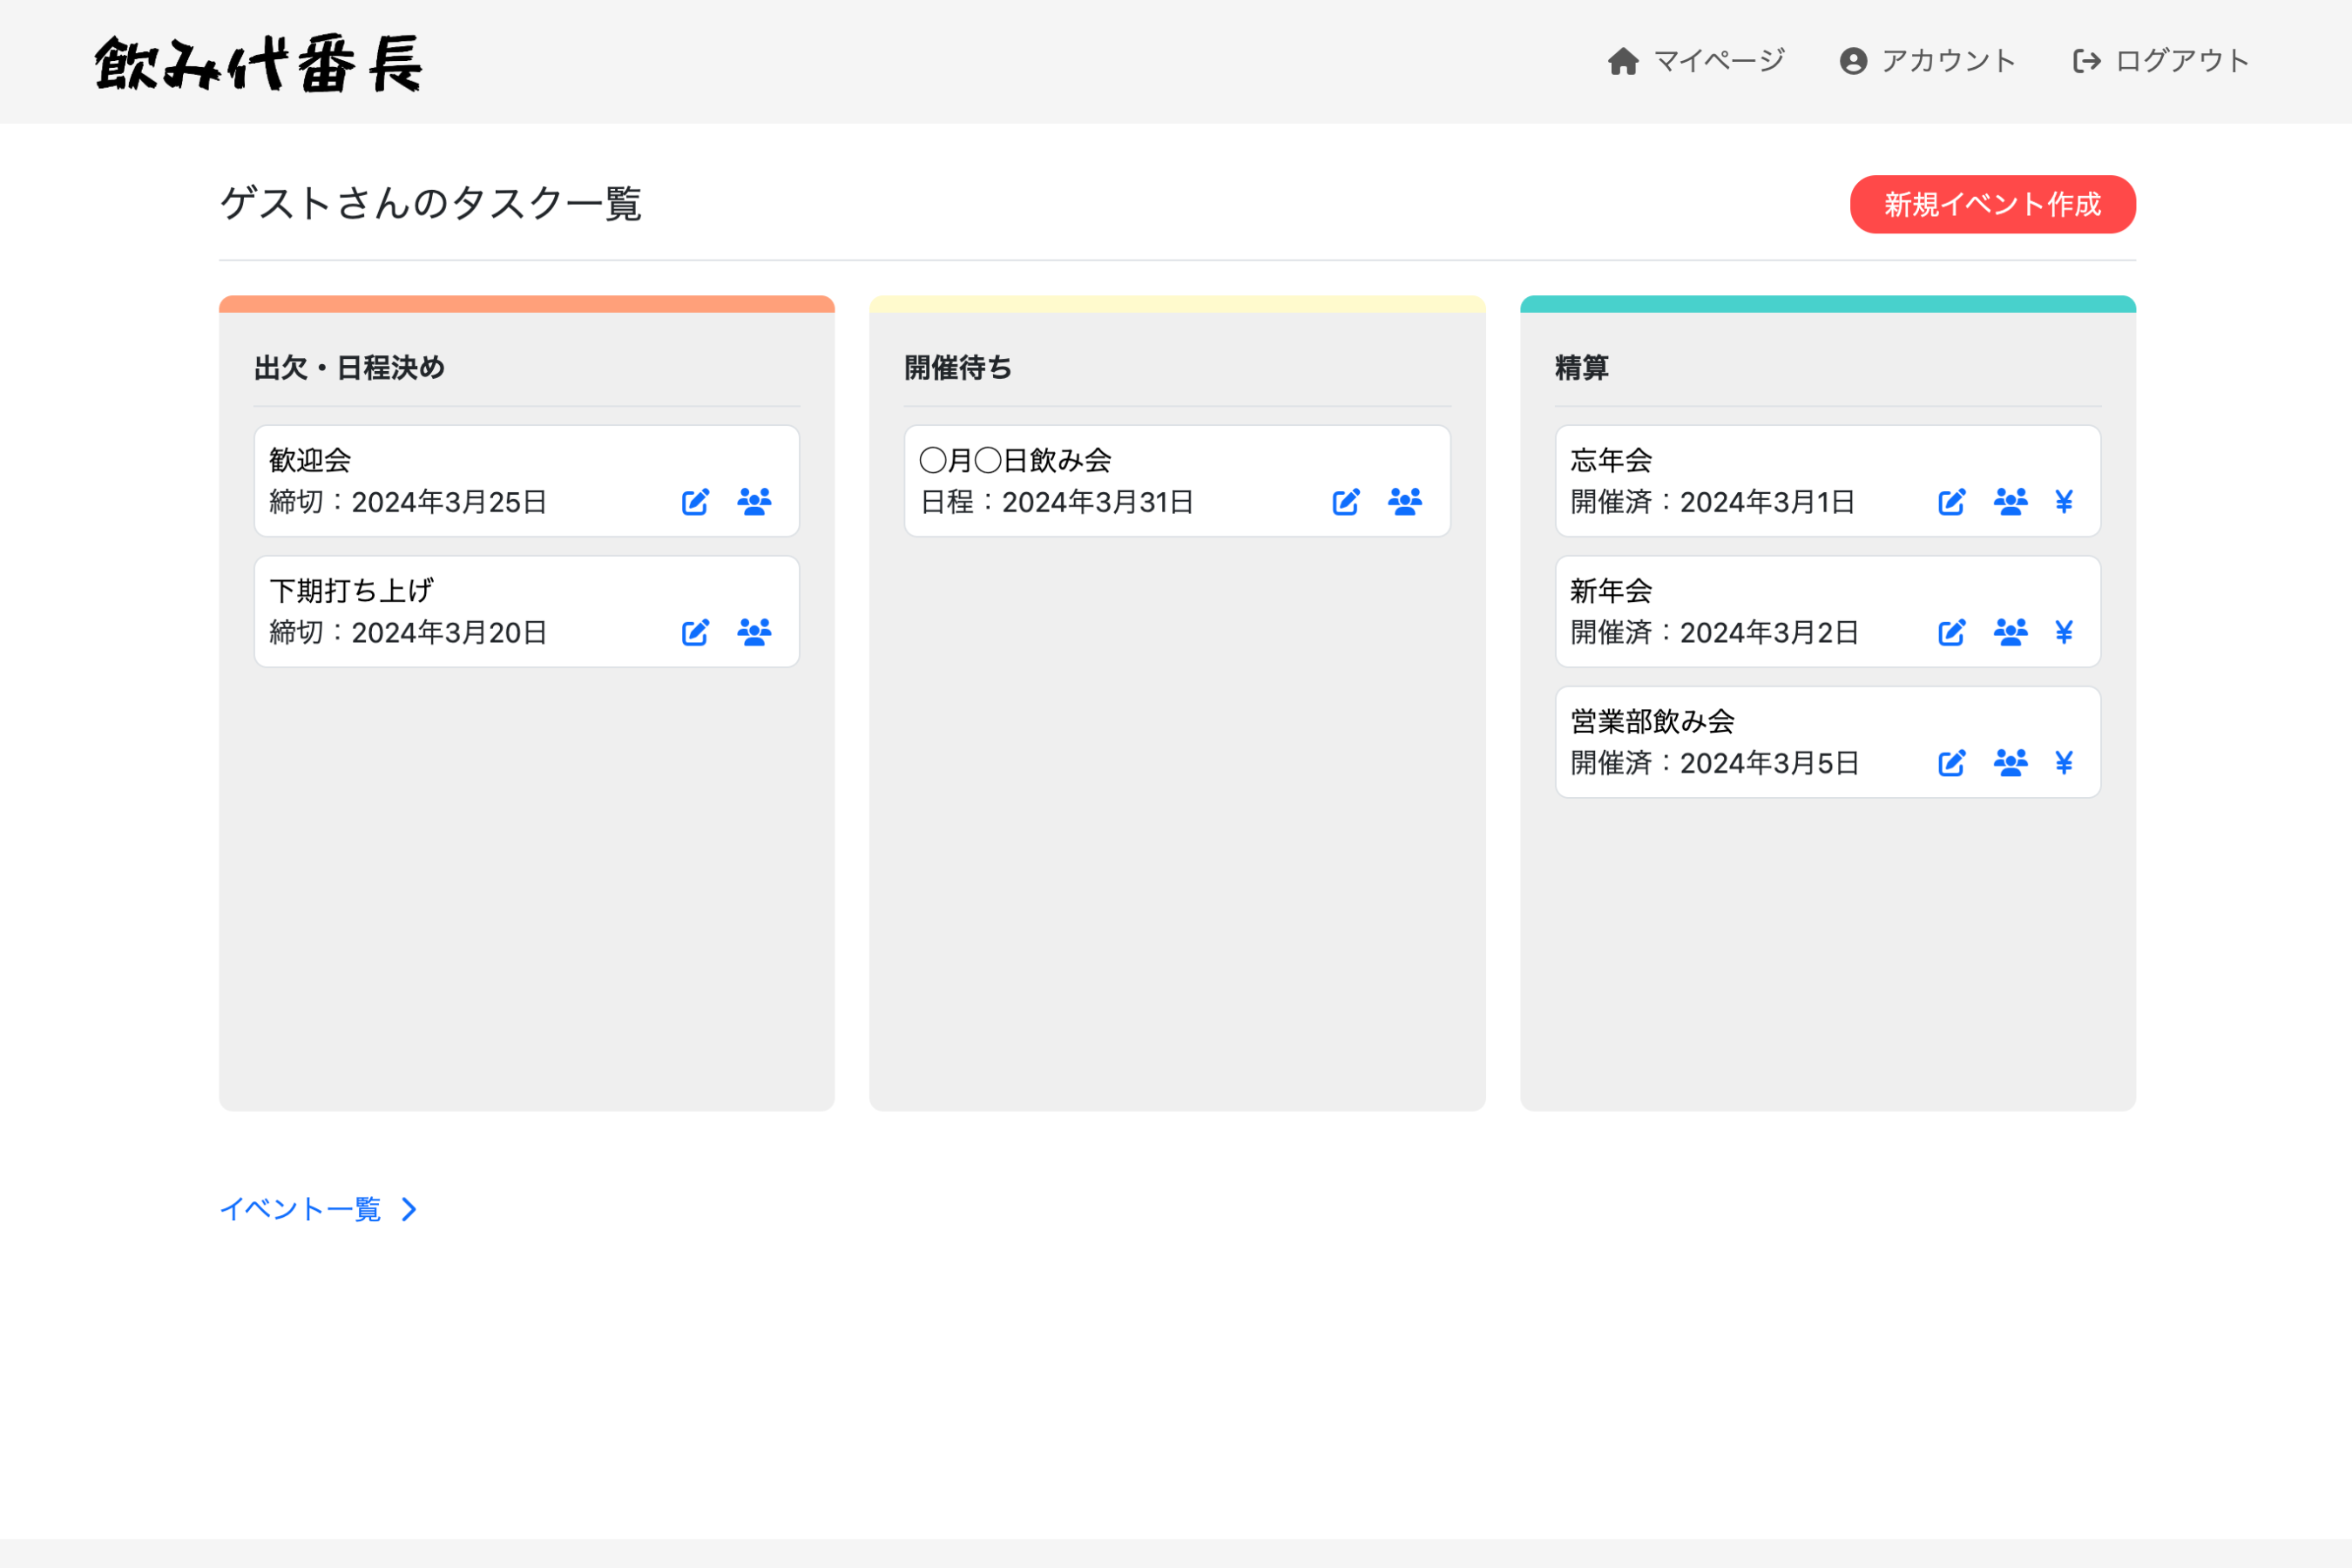 飲み代番長
マイページ
アカウント
ログアウト
ゲストさんのタスク一覧
新規イベント作成
出欠・日程決め
歓迎会
締切：2024年3月25日
下期打ち上げ
締切：2024年3月20日
開催待ち
◯月◯日飲み会
日程：2024年3月31日
精算
忘年会
開催済：2024年3月1日
¥
新年会
開催済：2024年3月2日
¥
営業部飲み会
開催済：2024年3月5日
¥
イベント一覧